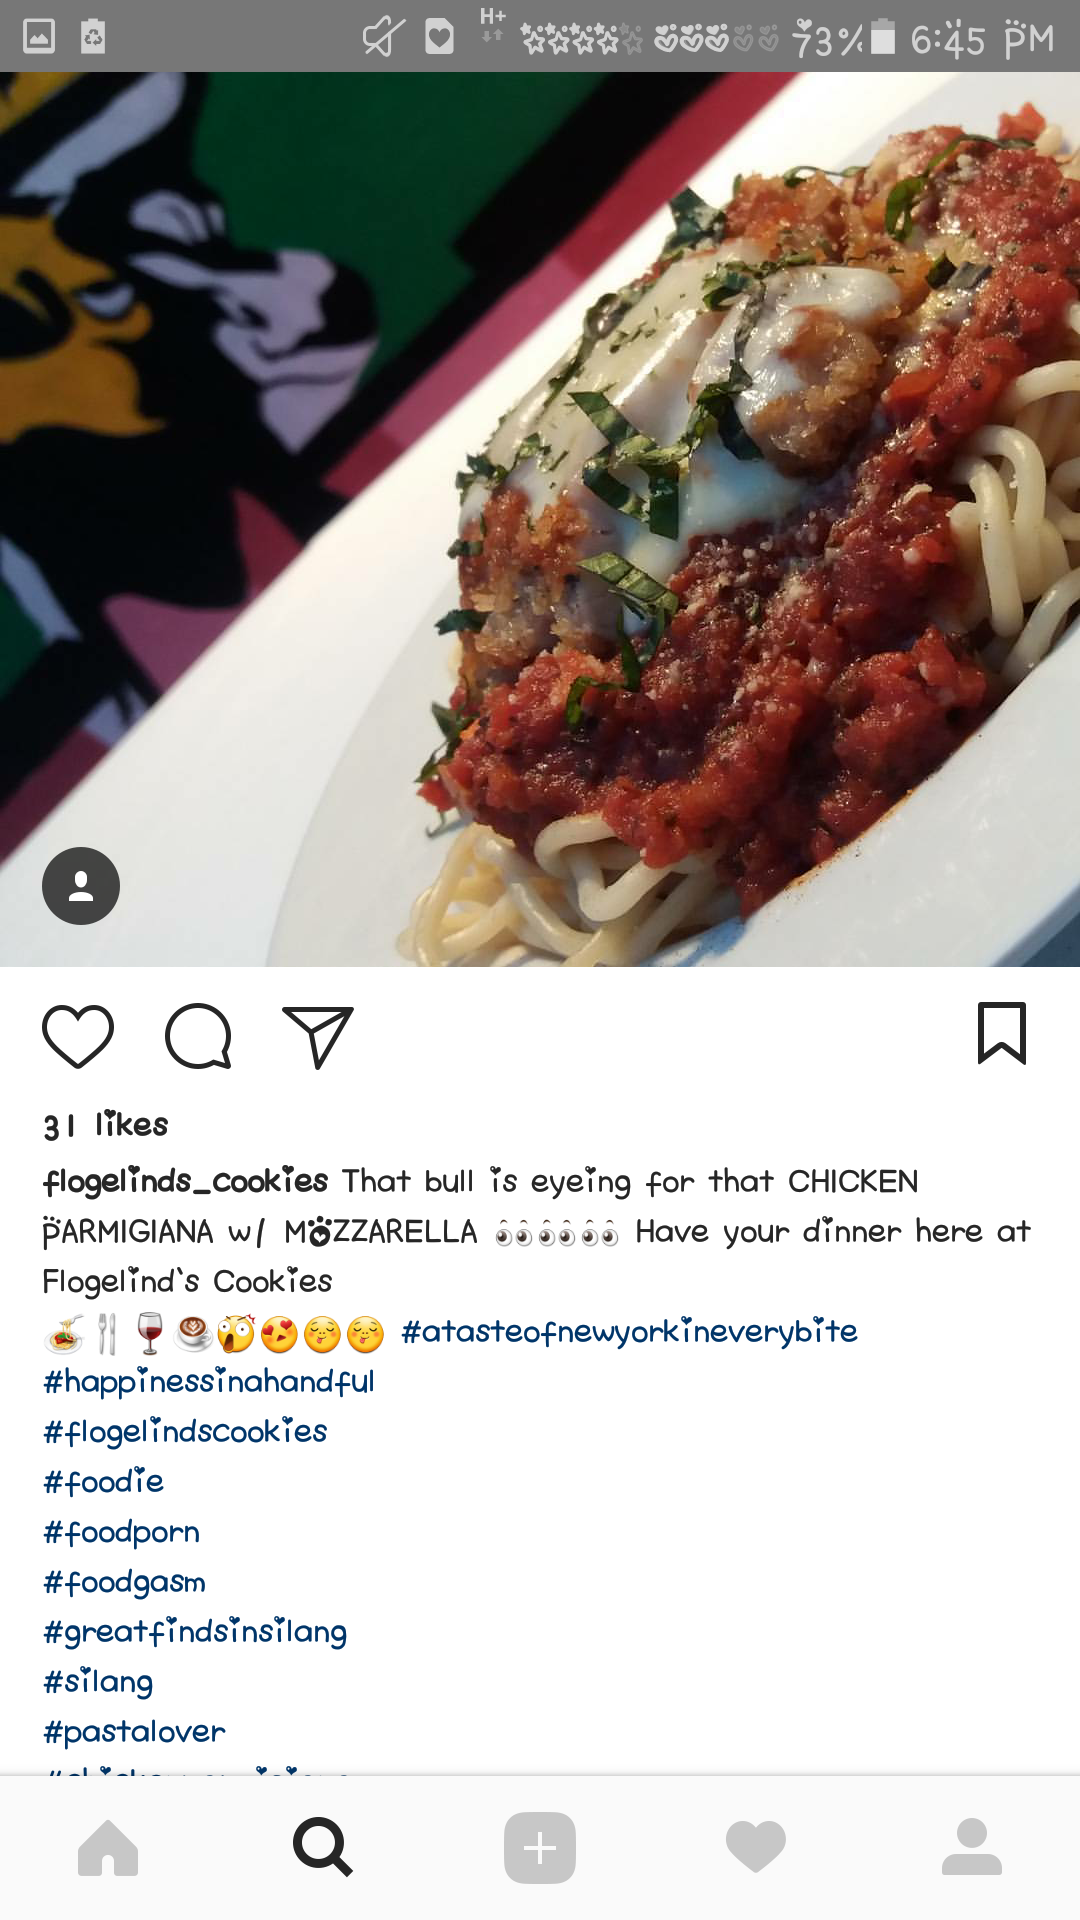 H+
73% 6:45 PM
31 likes
flogelinds_cookies That bull is eyeing for that CHICKEN
PARMIGIANA w/ MOZZARELLA 👀👀👀 Have your dinner here at
Flogelind`s Cookies
🍝🍴🍷☕😱😍😋😋 #atasteofnewyorkineverybite
#happinessinahandful
#flogelindscookies
#foodie
#foodporn
#foodgasm
#greatfindsinsilang
#silang
#pastalover